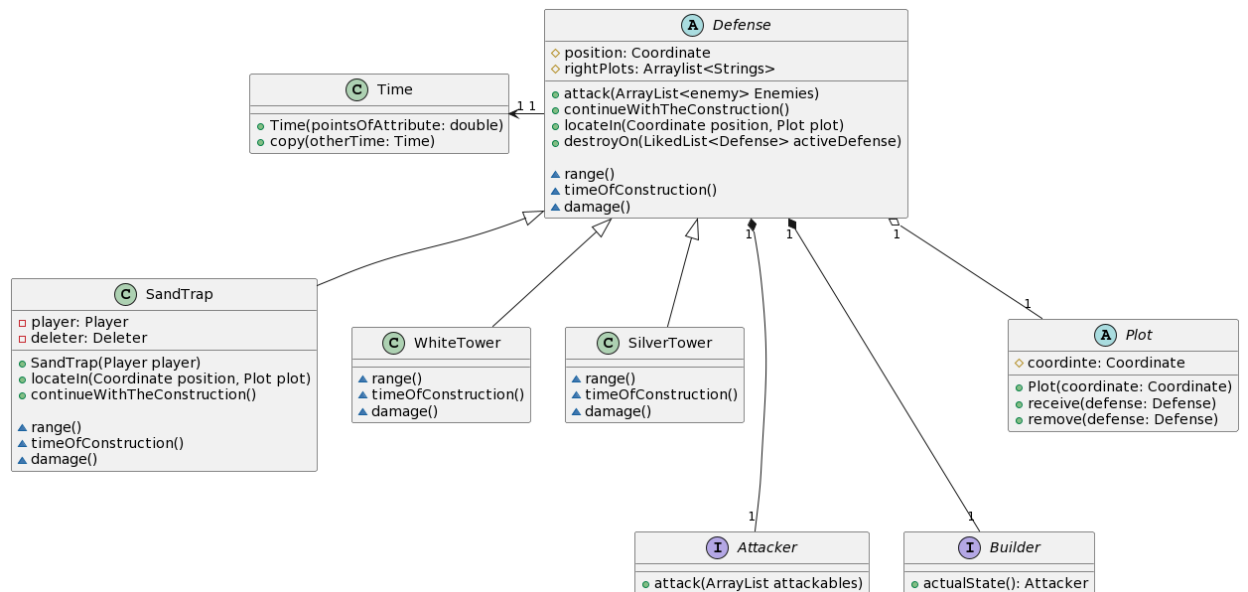 A Defense
position: Coordinate
rightPlots: Arraylist<Strings>
attack(ArrayList<enemy> Enemies)
continueWithTheConstruction()
locateIn(Coordinate position, Plot plot)
destroyOn(LikedList<Defense> activeDefense)
range()
timeOfConstruction()
damage()
C Time
Time(pointsOfAttribute: double)
copy(otherTime: Time)
1 1
1 1 1
C SandTrap
player: Player
deleter: Deleter
SandTrap(Player player)
locateIn(Coordinate position, Plot plot)
continueWithTheConstruction()
range()
timeOfConstruction()
damage()
C WhiteTower
range()
timeOfConstruction()
damage()
C SilverTower
range()
timeOfConstruction()
damage()
1
A Plot
coordinte: Coordinate
Plot(coordinate: Coordinate)
receive(defense: Defense)
remove(defense: Defense)
1 1
I Attacker
attack(ArrayList attackables)
I Builder
actualState(): Attacker